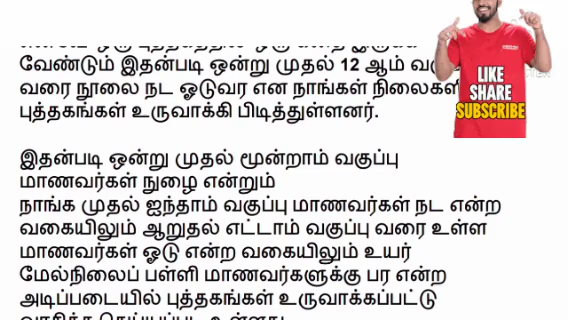 வேண்டும் இதன்படி ஒன்று முதல் 12 ஆம்
வரை நூலை நட ஓடுவர என நாங்கள்
புத்தகங்கள் உருவாக்கி பிடித்துள்ளனர்.
இதன்படி ஒன்று முதல் மூன்றாம் வகுப்பு
மாணவர்கள் நுழை என்றும்
நாங்க முதல் ஐந்தாம் வகுப்பு மாணவர்கள் நட என்ற
வகையிலும் ஆறுதல் எட்டாம் வகுப்பு வரை உள்ள
மாணவர்கள் ஓடு என்ற வகையிலும் உயர்
மேல்நிலைப் பள்ளி மாணவர்களுக்கு பர என்ற
அடிப்படையில் புத்தகங்கள் உருவாக்கப்பட்டு
LIKE
SHARE
SUBSCRIBE